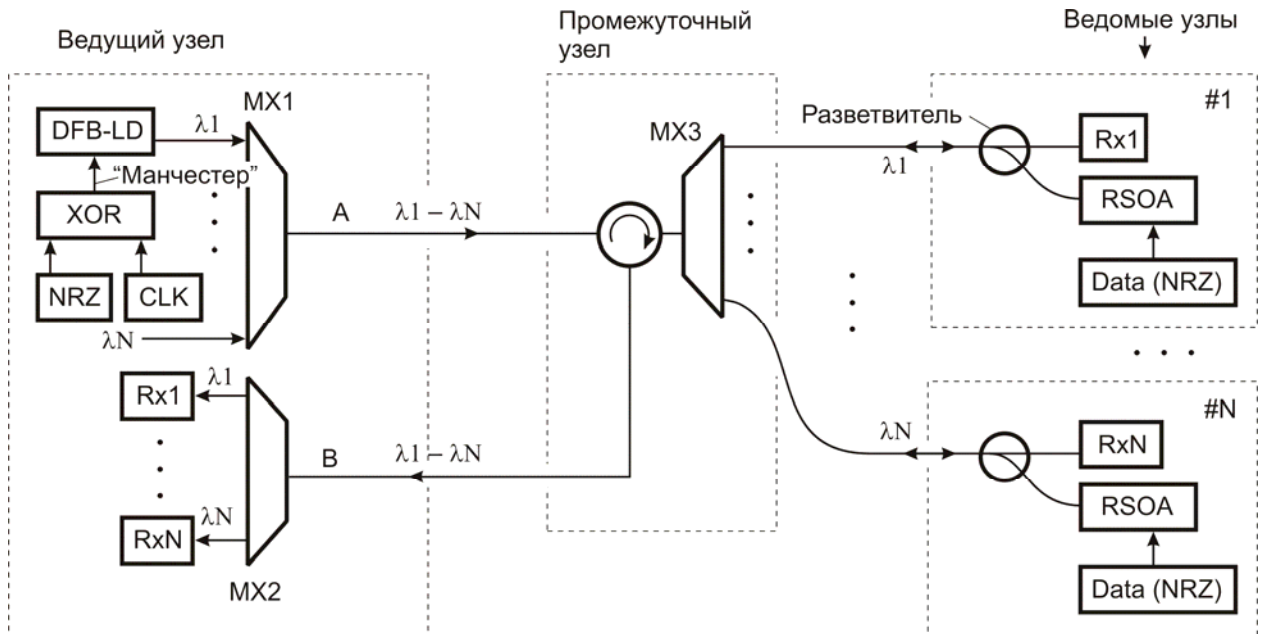 Ведущий узел
Промежуточный
узел
Ведомые узлы
MX1
DFB-LD
λ1
“Манчестер”
XOR
NRZ
CLK
λN
A
λ1 – λN
MX3
Разветвитель
λ1
#1
Rx1
RSOA
Data (NRZ)
Rx1
λ1
B
λ1 – λN
RxN
λN
MX2
λN
#N
RxN
RSOA
Data (NRZ)